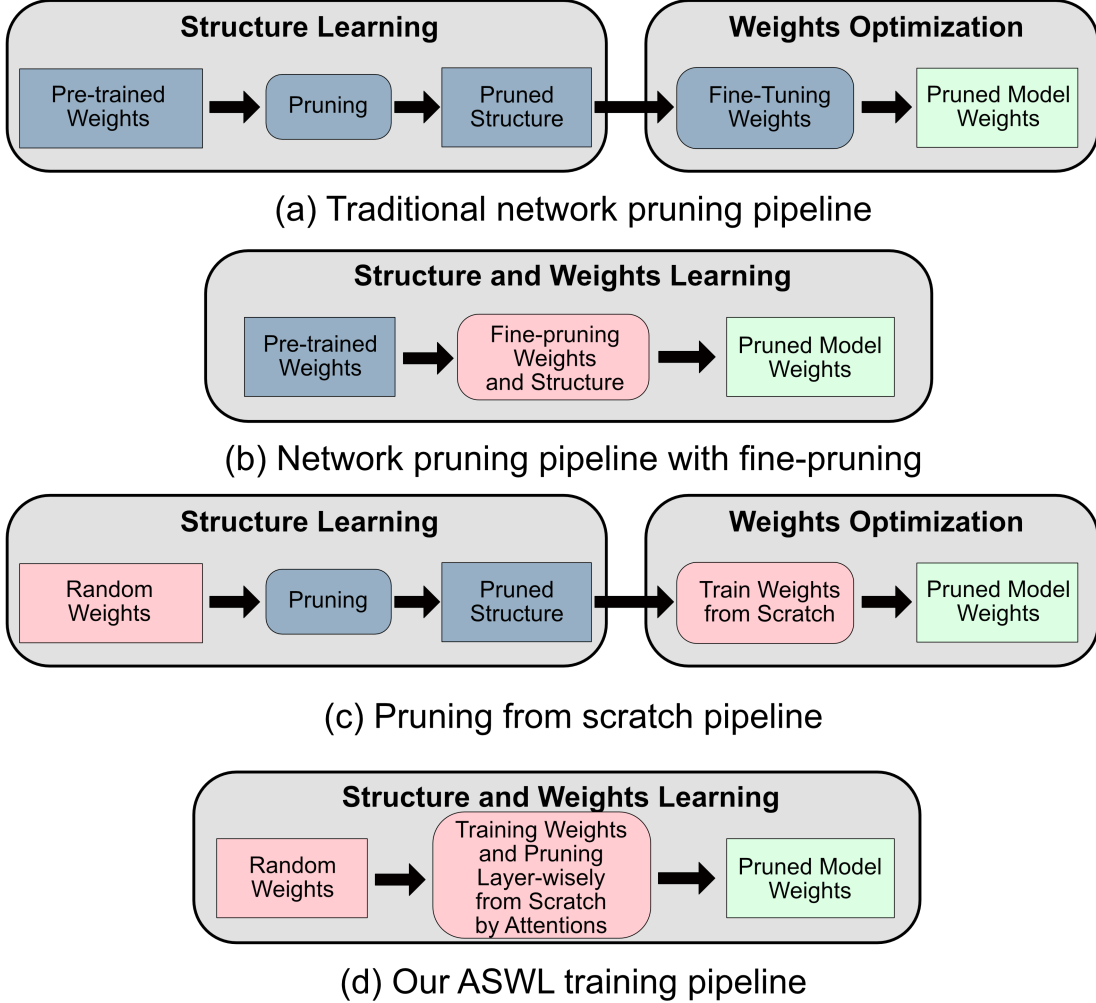 Structure Learning
Weights Optimization
Pre-trained
Weights
Pruning
Pruned
Structure
Fine-Tuning
Weights
Pruned Model
Weights
(a) Traditional network pruning pipeline
Structure and Weights Learning
Pre-trained
Weights
Fine-pruning
Weights
and Structure
Pruned Model
Weights
(b) Network pruning pipeline with fine-pruning
Structure Learning
Weights Optimization
Random
Weights
Pruning
Pruned
Structure
Train Weights
from Scratch
Pruned Model
Weights
(c) Pruning from scratch pipeline
Structure and Weights Learning
Random
Weights
Training Weights
and Pruning
Layer-wisely
from Scratch
by Attentions
Pruned Model
Weights
(d) Our ASWL training pipeline